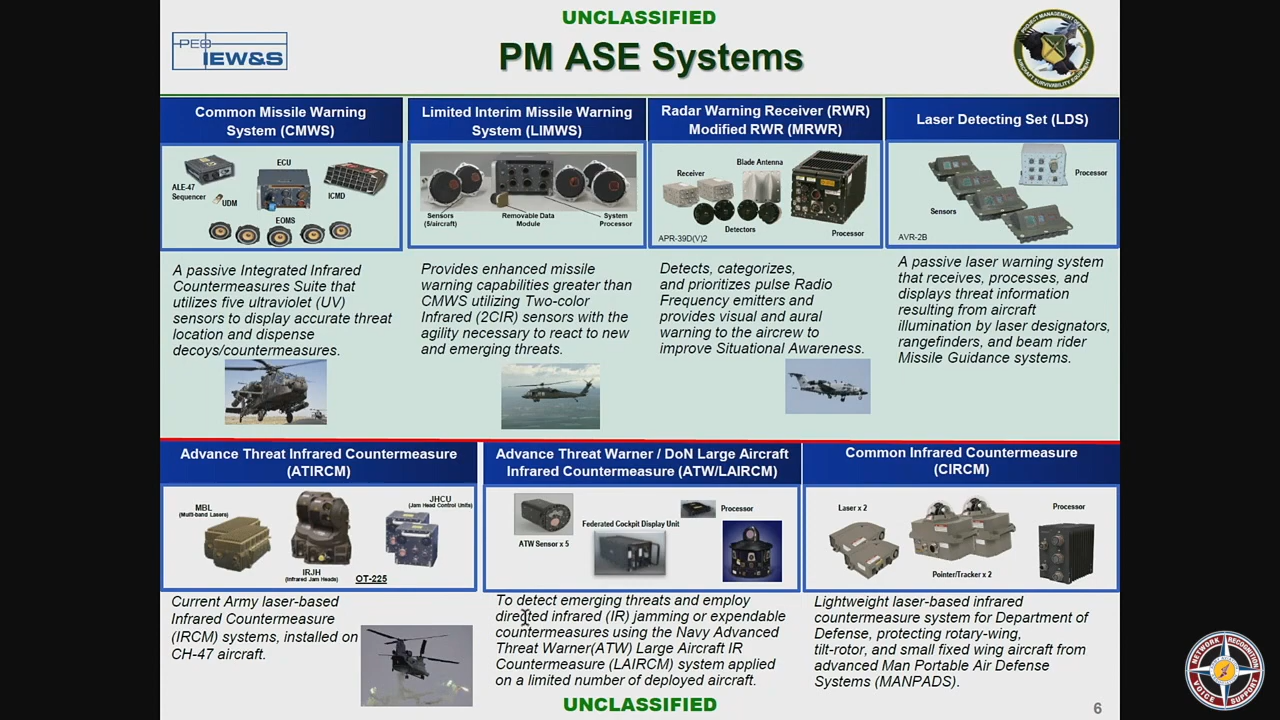 UNCLASSIFIED
PEO
IEW&S
PM ASE Systems
PROJECT MANAGEMENT OFFICE
AIRCRAFT SURVIVABILITY EQUIPMENT
Common Missile Warning
System (CMWS)
ALE-47
Sequencer
UDM
ECU
ICMD
EOMS
A passive Integrated Infrared
Countermeasures Suite that
utilizes five ultraviolet (UV)
sensors to display accurate threat
location and dispense
decoys/countermeasures.
Limited Interim Missile Warning
System (LIMWS)
Sensors
(5/aircraft)
Removable Data
Module
System
Processor
Provides enhanced missile
warning capabilities greater than
CMWS utilizing Two-color
Infrared (2CIR) sensors with the
agility necessary to react to new
and emerging threats.
Radar Warning Receiver (RWR)
Modified RWR (MRWR)
Receiver
Blade Antenna
Detectors
Processor
APR-39D(V)2
Detects, categorizes,
and prioritizes pulse Radio
Frequency emitters and
provides visual and aural
warning to the aircrew to
improve Situational Awareness.
Laser Detecting Set (LDS)
Processor
Sensors
AVR-2B
A passive laser warning system
that receives, processes, and
displays threat information
resulting from aircraft
illumination by laser designators,
rangefinders, and beam rider
Missile Guidance systems.
Advance Threat Infrared Countermeasure
(ATIRCM)
MBL
(Multi-band Lasers)
IRJH
(Infrared Jam Heads)
JHCU
(Jam Head Control Units)
OT-225
Current Army laser-based
Infrared Countermeasure
(IRCM) systems, installed on
CH-47 aircraft.
Advance Threat Warner / DoN Large Aircraft
Infrared Countermeasure (ATW/LAIRCM)
ATW Sensor x 5
Federated Cockpit Display Unit
Processor
To detect emerging threats and employ
directed infrared (IR) jamming or expendable
countermeasures using the Navy Advanced
Threat Warner(ATW) Large Aircraft IR
Countermeasure (LAIRCM) system applied
on a limited number of deployed aircraft.
Common Infrared Countermeasure
(CIRCM)
Laser x 2
Pointer/Tracker x 2
Processor
Lightweight laser-based infrared
countermeasure system for Department of
Defense, protecting rotary-wing,
tilt-rotor, and small fixed wing aircraft from
advanced Man Portable Air Defense
Systems (MANPADS).
UNCLASSIFIED
6
NETWORK
RECOGNITION
VOICE
SUPPORT